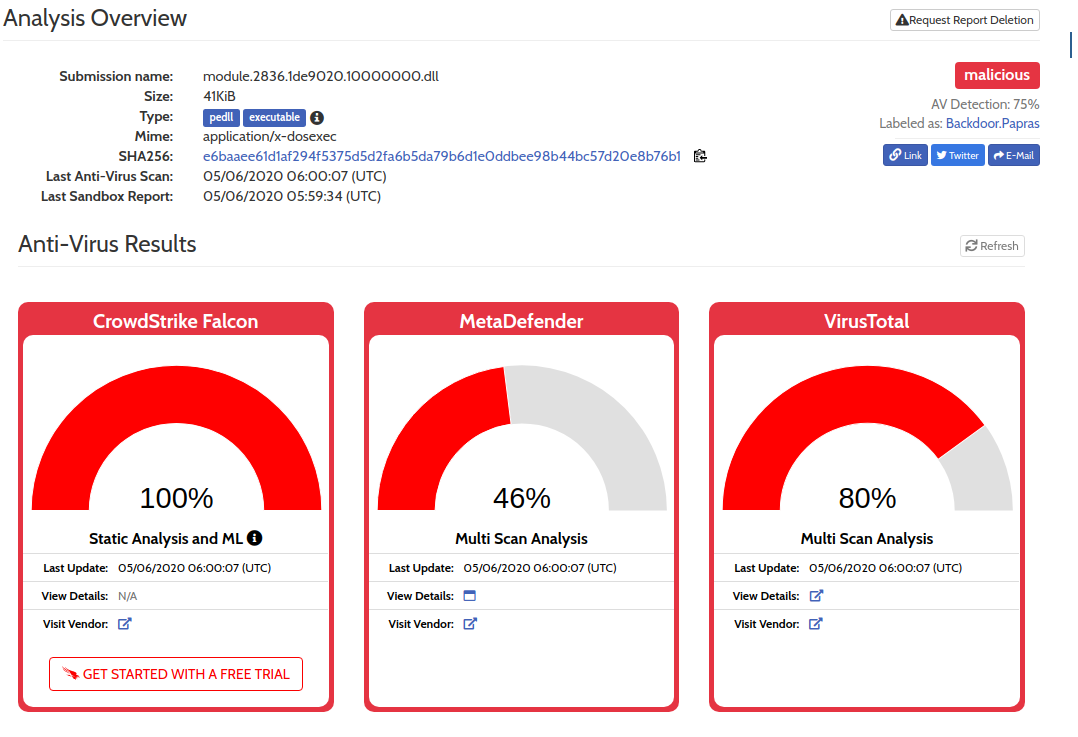 Analysis Overview
Request Report Deletion
Submission name: module.2836.1de9020.10000000.dll
malicious
Size: 41KiB
AV Detection: 75%
Type: pedll executable
Labeled as: Backdoor.Papras
Mime: application/x-dosexec
SHA256: e6baaee61d1af294f5375d5d2fa6b5da79b6d1e0ddbee98b44bc57d20e8b76b1
Link Twitter E-Mail
Last Anti-Virus Scan: 05/06/2020 06:00:07 (UTC)
Last Sandbox Report: 05/06/2020 05:59:34 (UTC)
Anti-Virus Results
Refresh
CrowdStrike Falcon
100%
Static Analysis and ML
Last Update: 05/06/2020 06:00:07 (UTC)
View Details: N/A
Visit Vendor:
GET STARTED WITH A FREE TRIAL
MetaDefender
46%
Multi Scan Analysis
Last Update: 05/06/2020 06:00:07 (UTC)
View Details:
Visit Vendor:
VirusTotal
80%
Multi Scan Analysis
Last Update: 05/06/2020 06:00:07 (UTC)
View Details:
Visit Vendor: